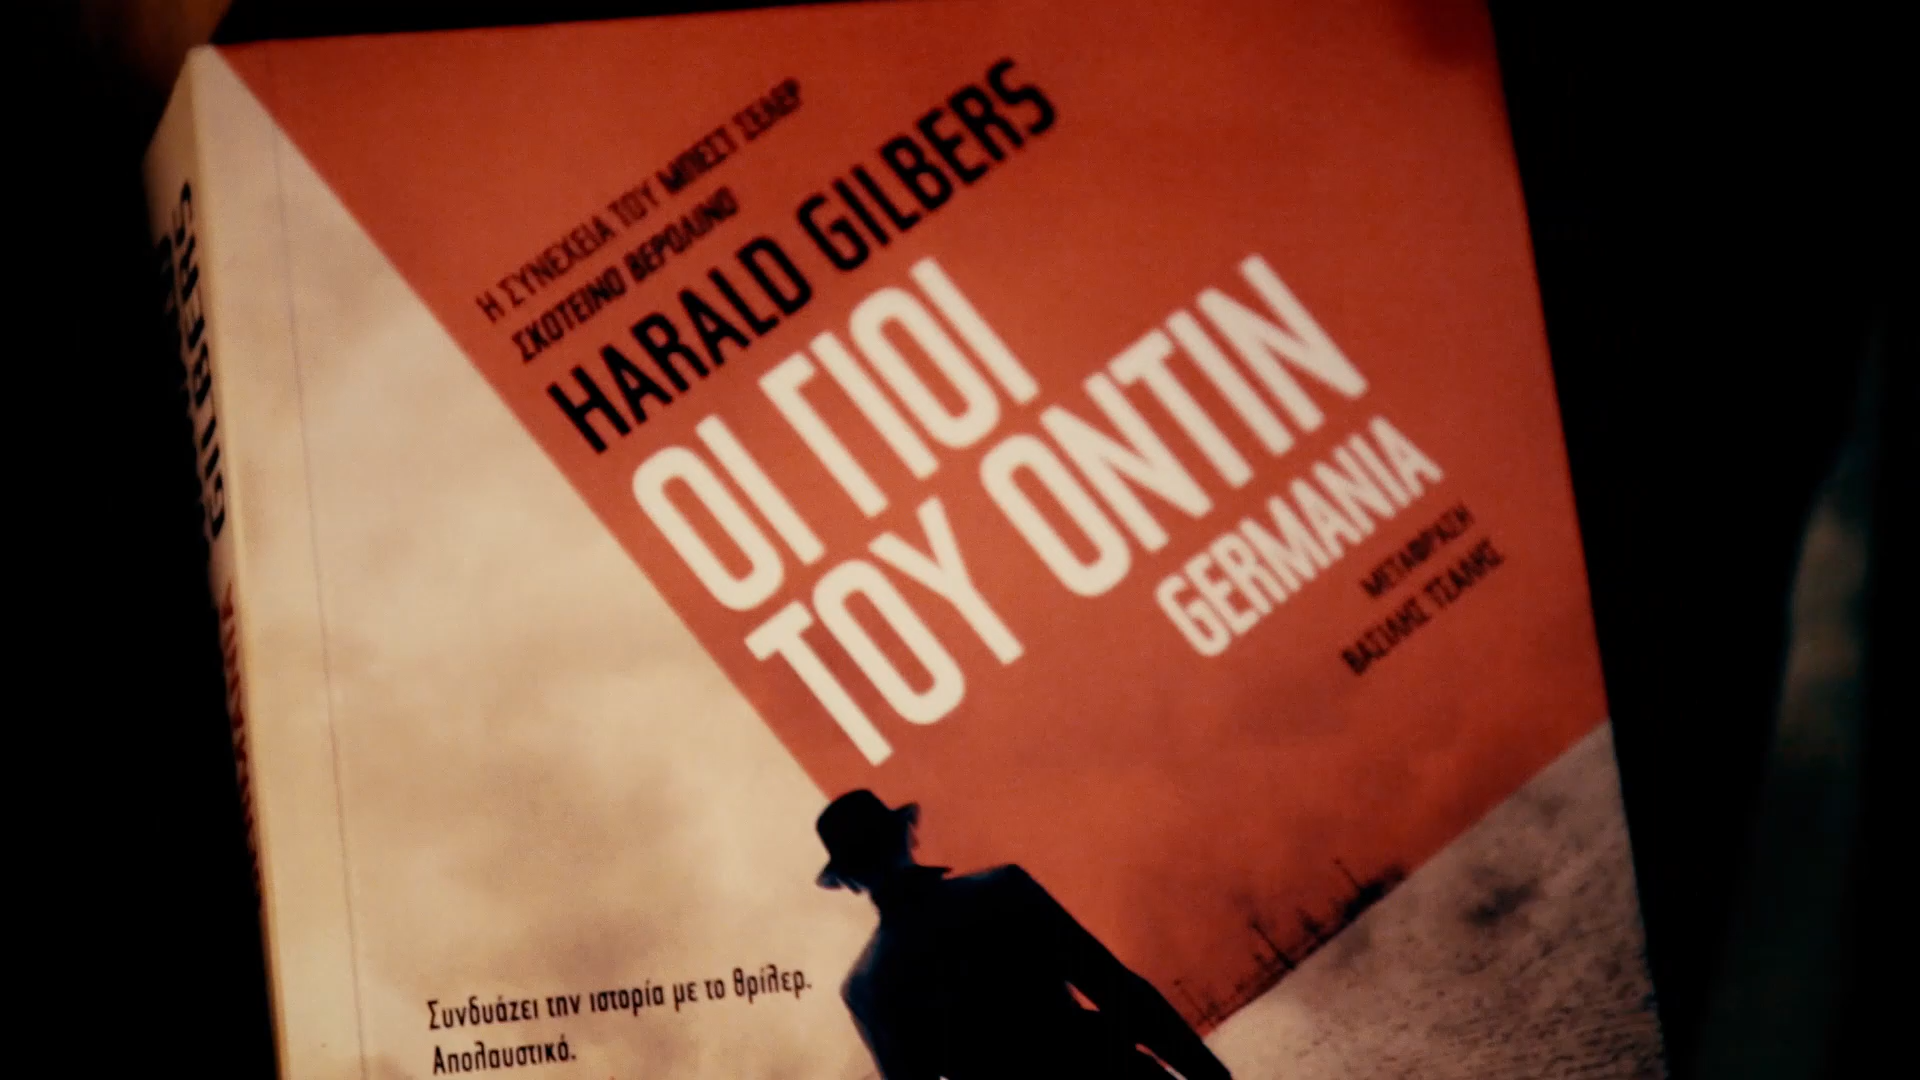 Η ΣΥΝΕΧΕΙΑ ΤΟΥ ΜΠΕΣΤ ΣΕΛΕΡ
ΣΚΟΤΕΙΝΟ ΒΕΡΟΛΙΝΟ
HARALD GILBERS
ΟΙ ΓΙΟΙ
ΤΟΥ ΟΝΤΙΝ
GERMANIA
ΜΕΤΑΦΡΑΣΗ
ΒΑΣΙΛΗΣ ΤΣΑΛΗΣ
Συνδυάζει την ιστορία με το θρίλερ.
Απολαυστικό.
GILBERS